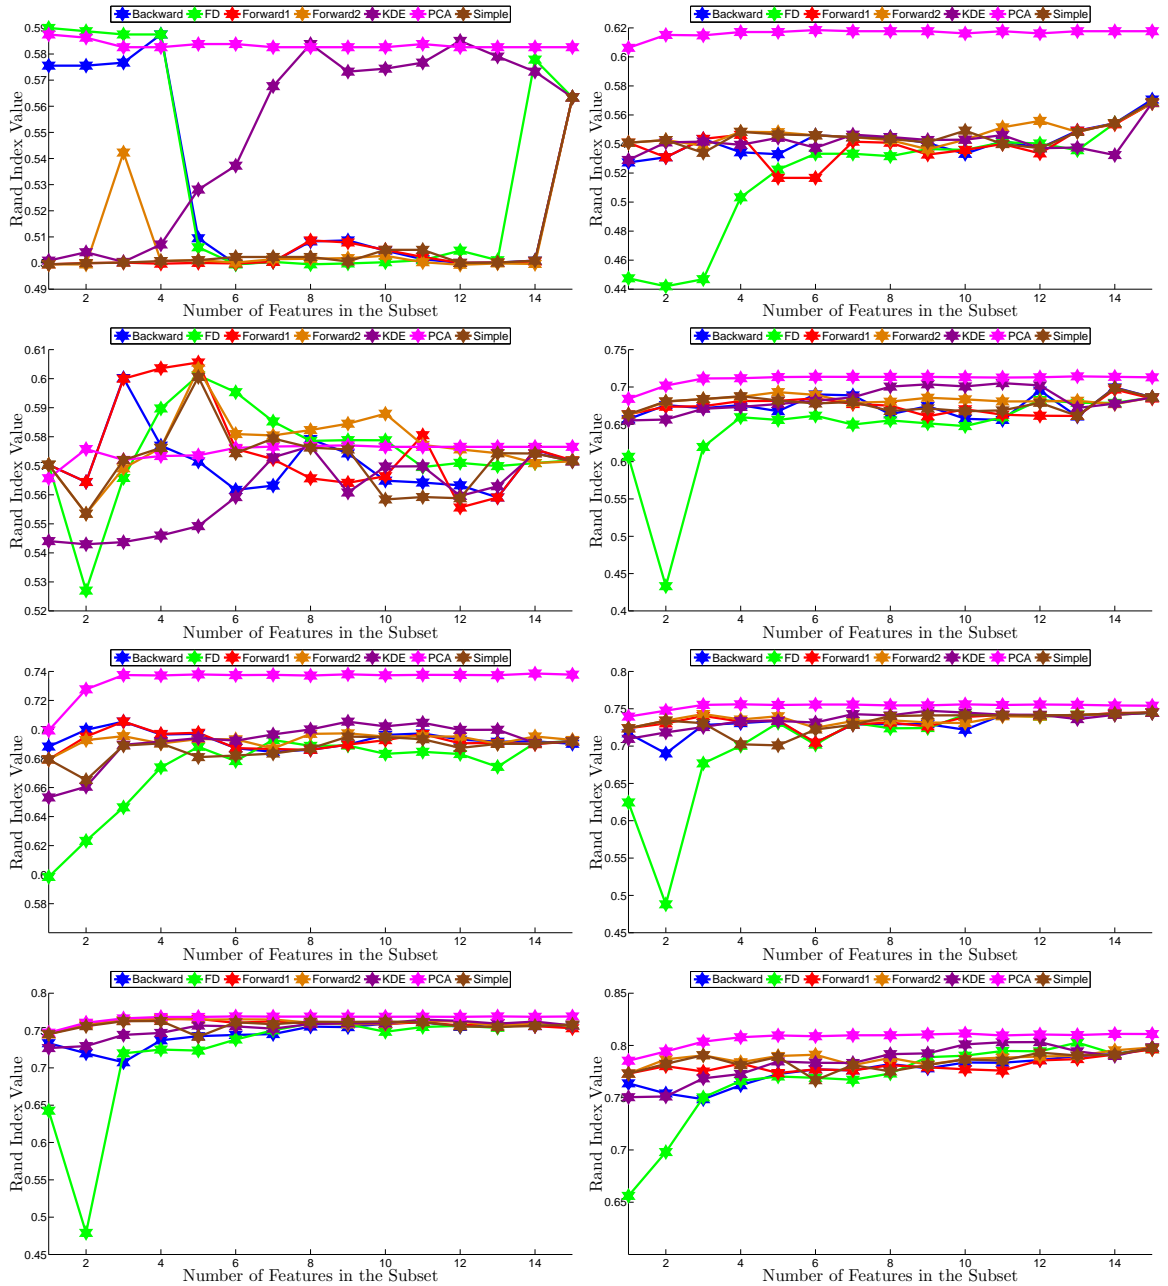 Backward FD Forward1 Forward2 KDE PCA Simple
Rand Index Value
0.59
0.58
0.57
0.56
0.55
0.54
0.53
0.52
0.51
0.5
0.49
2 4 6 8 10 12 14
Number of Features in the Subset
Backward FD Forward1 Forward2 KDE PCA Simple
Rand Index Value
0.62
0.6
0.58
0.56
0.54
0.52
0.5
0.48
0.46
0.44
2 4 6 8 10 12 14
Number of Features in the Subset
Backward FD Forward1 Forward2 KDE PCA Simple
Rand Index Value
0.61
0.6
0.59
0.58
0.57
0.56
0.55
0.54
0.53
0.52
2 4 6 8 10 12 14
Number of Features in the Subset
Backward FD Forward1 Forward2 KDE PCA Simple
Rand Index Value
0.75
0.7
0.65
0.6
0.55
0.5
0.45
0.4
2 4 6 8 10 12 14
Number of Features in the Subset
Backward FD Forward1 Forward2 KDE PCA Simple
Rand Index Value
0.74
0.72
0.7
0.68
0.66
0.64
0.62
0.6
0.58
2 4 6 8 10 12 14
Number of Features in the Subset
Backward FD Forward1 Forward2 KDE PCA Simple
Rand Index Value
0.8
0.75
0.7
0.65
0.6
0.55
0.5
0.45
2 4 6 8 10 12 14
Number of Features in the Subset
Backward FD Forward1 Forward2 KDE PCA Simple
Rand Index Value
0.8
0.75
0.7
0.65
0.6
0.55
0.5
0.45
2 4 6 8 10 12 14
Number of Features in the Subset
Backward FD Forward1 Forward2 KDE PCA Simple
Rand Index Value
0.85
0.8
0.75
0.7
0.65
2 4 6 8 10 12 14
Number of Features in the Subset